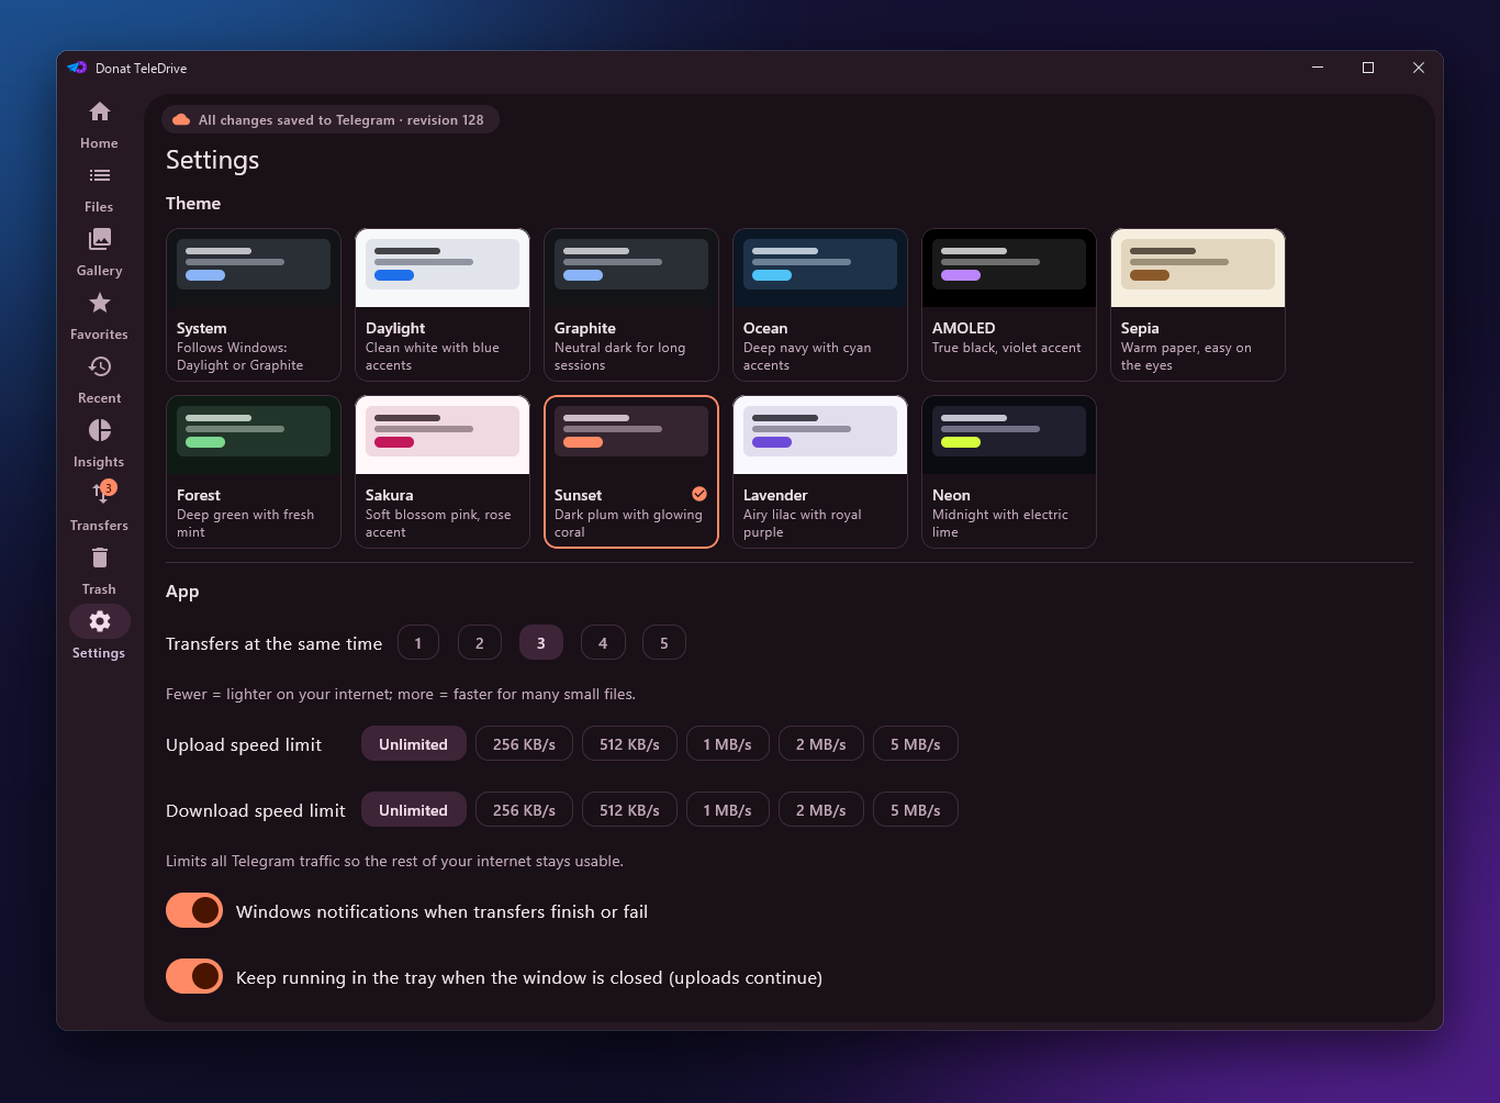 Donat TeleDrive
All changes saved to Telegram · revision 128
Home
Files
Gallery
Favorites
Recent
Insights
3
Transfers
Trash
Settings
Settings
Theme
System
Follows Windows:
Daylight or Graphite
Daylight
Clean white with blue
accents
Graphite
Neutral dark for long
sessions
Ocean
Deep navy with cyan
accents
AMOLED
True black, violet accent
Sepia
Warm paper, easy on
the eyes
Forest
Deep green with fresh
mint
Sakura
Soft blossom pink, rose
accent
Sunset
Dark plum with glowing
coral
Lavender
Airy lilac with royal
purple
Neon
Midnight with electric
lime
App
Transfers at the same time 1 2 3 4 5
Fewer = lighter on your internet; more = faster for many small files.
Upload speed limit Unlimited 256 KB/s 512 KB/s 1 MB/s 2 MB/s 5 MB/s
Download speed limit Unlimited 256 KB/s 512 KB/s 1 MB/s 2 MB/s 5 MB/s
Limits all Telegram traffic so the rest of your internet stays usable.
Windows notifications when transfers finish or fail
Keep running in the tray when the window is closed (uploads continue)